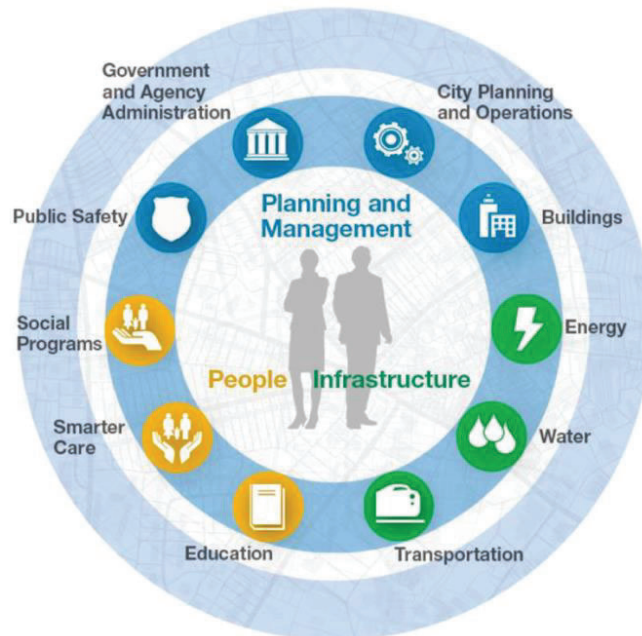 Government
and Agency
Administration
City Planning
and Operations
Public Safety
Planning and
Management
Buildings
Social
Programs
Energy
People
Infrastructure
Smarter
Care
Water
Education
Transportation